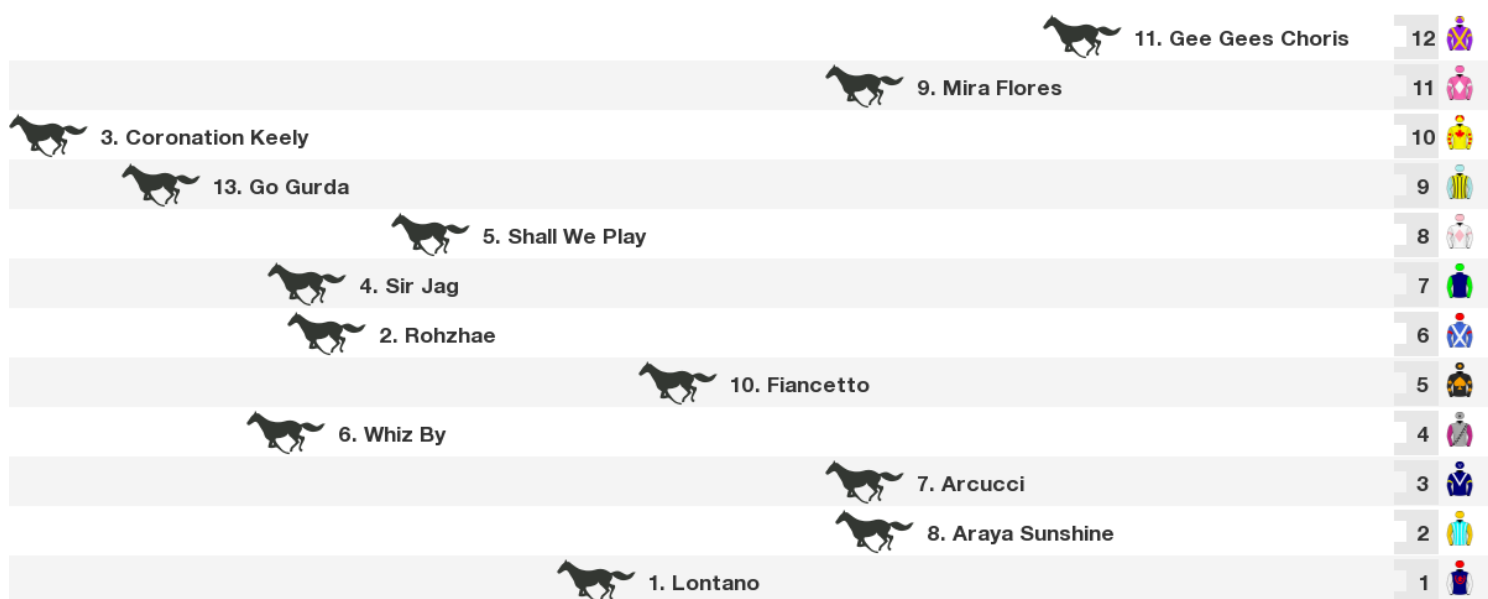 11. Gee Gees Choris 12
9. Mira Flores 11
3. Coronation Keely 10
13. Go Gurda 9
5. Shall We Play 8
4. Sir Jag 7
2. Rohzhae 6
10. Fiancetto 5
6. Whiz By 4
7. Arcucci 3
8. Araya Sunshine 2
1. Lontano 1